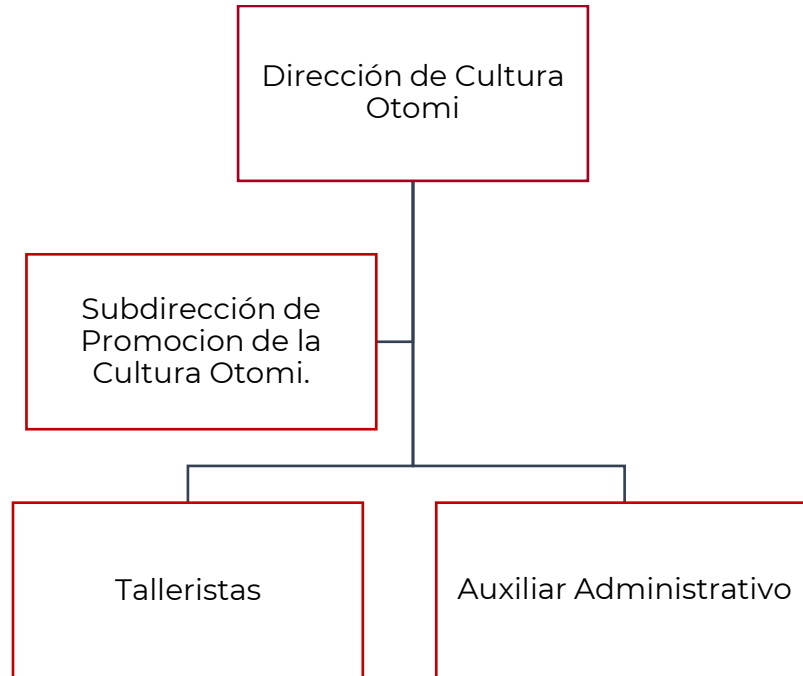 Dirección de Cultura
Otomi
Subdirección de
Promocion de la
Cultura Otomi.
Talleristas
Auxiliar Administrativo